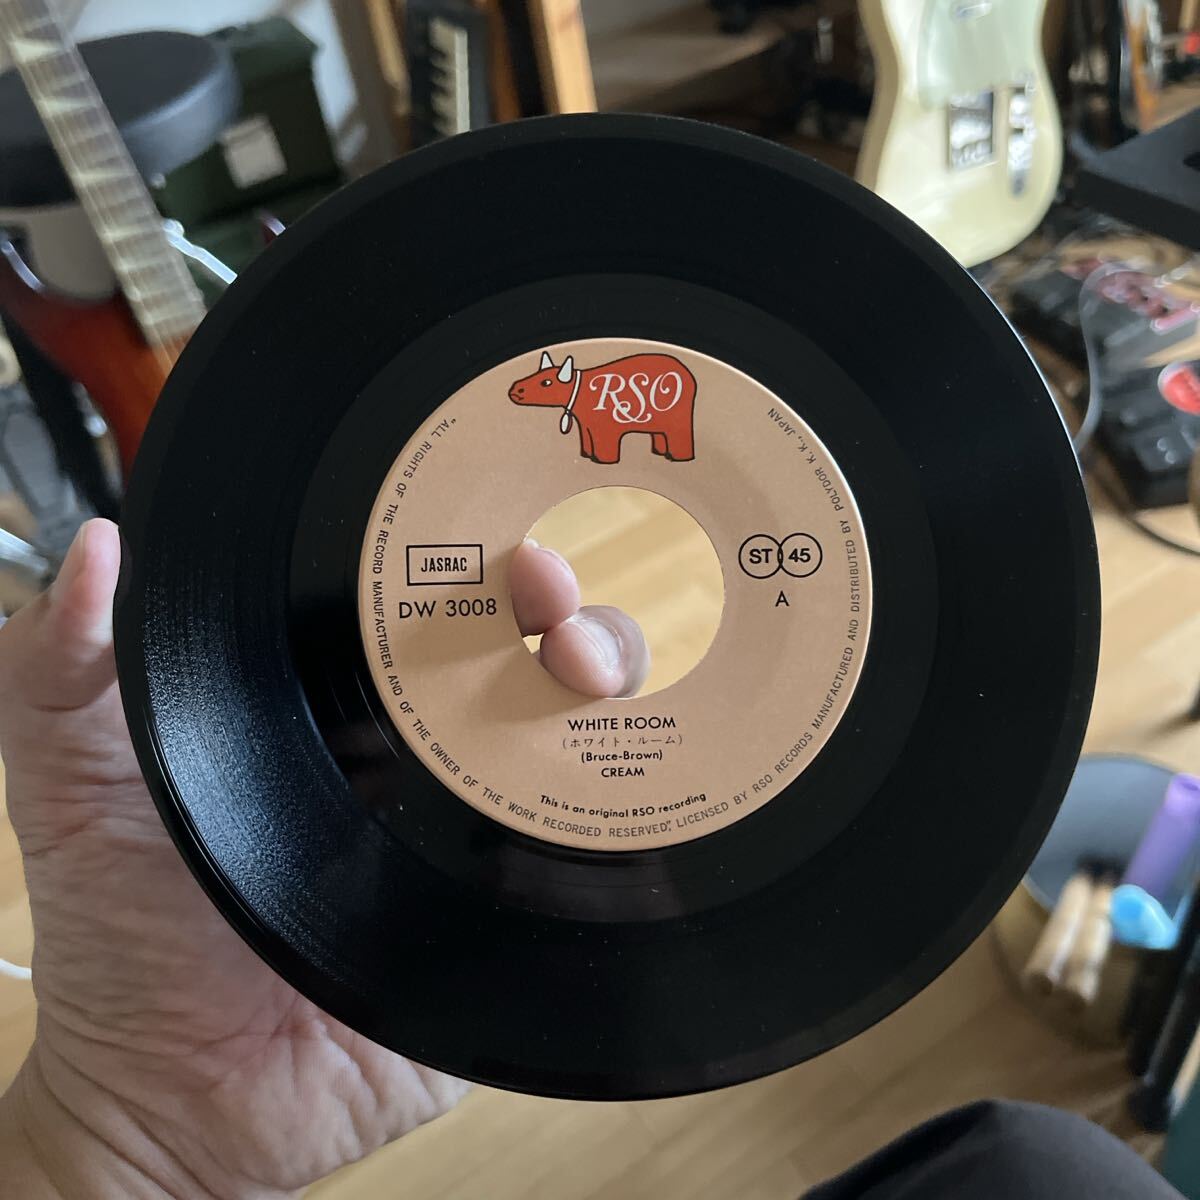 RSO
JASRAC
DW 3008
ST 45
A
WHITE ROOM
(ホワイト・ルーム)
(Bruce-Brown)
CREAM
This is an original RSO recording
"ALL RIGHTS OF THE RECORD MANUFACTURER AND OF THE OWNER OF THE WORK RECORDED RESERVED", LICENSED BY RSO RECORDS MANUFACTURED AND DISTRIBUTED BY POLYDOR K.K., JAPAN